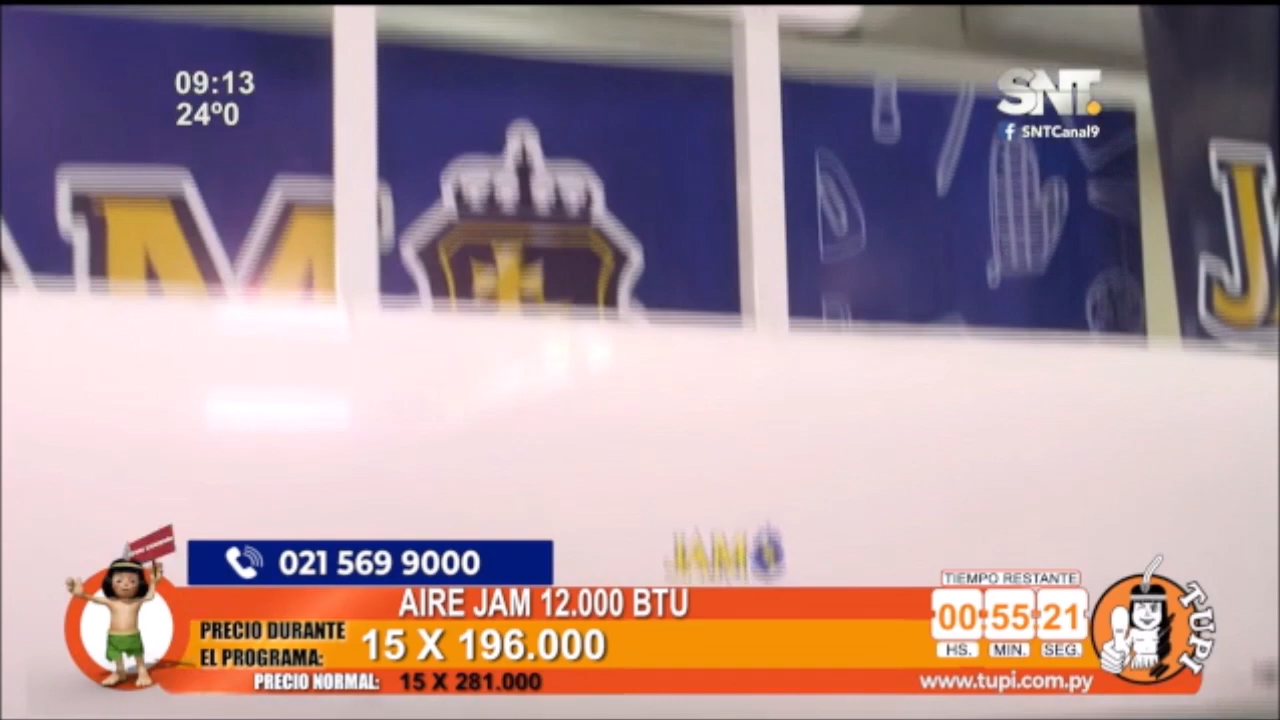 09:13
24º0
SNT
SNTCanal9
AM
J
JAM
021 569 9000
AIRE JAM 12.000 BTU
PRECIO DURANTE
EL PROGRAMA:
15 X 196.000
PRECIO NORMAL: 15 X 281.000
TIEMPO RESTANTE
00:55:21
HS. MIN. SEG.
www.tupi.com.py
TUPI